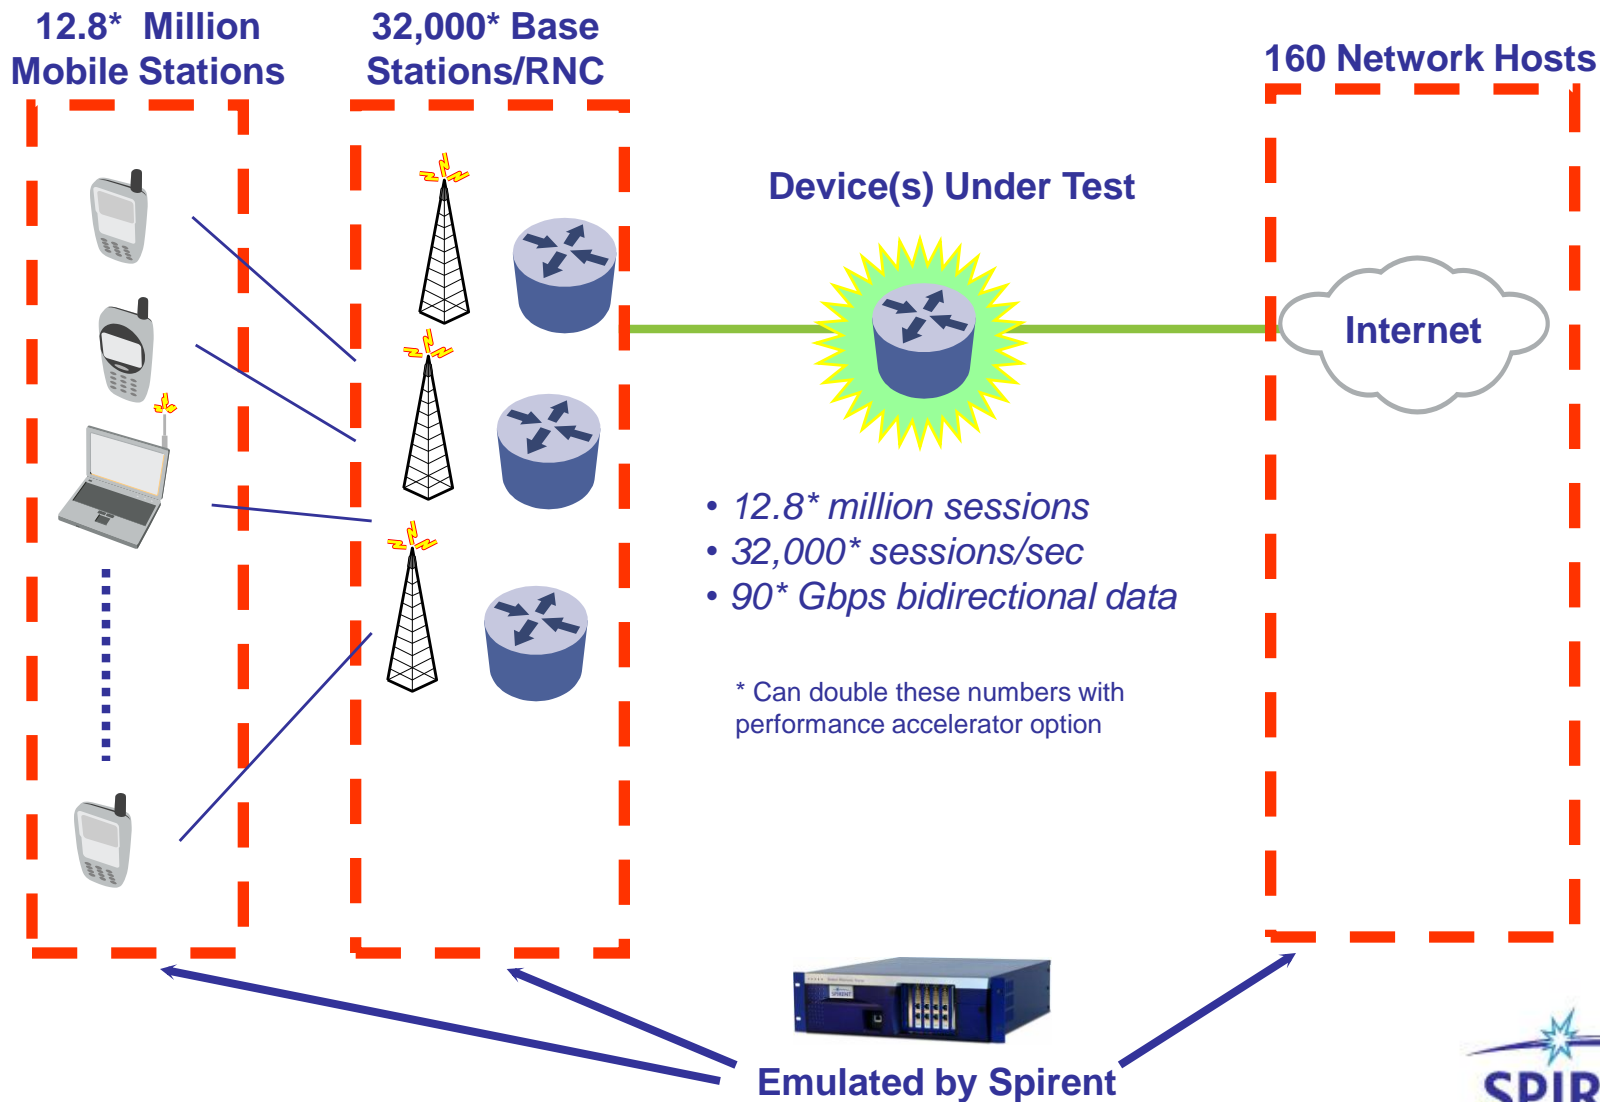 12.8*  Million
Mobile Stations
32,000* Base
Stations/RNC
160 Network Hosts
Device(s) Under Test
Internet
• 12.8* million sessions
• 32,000* sessions/sec
• 90* Gbps bidirectional data
* Can double these numbers with
performance accelerator option
SPIRENT
Emulated by Spirent
SPIR